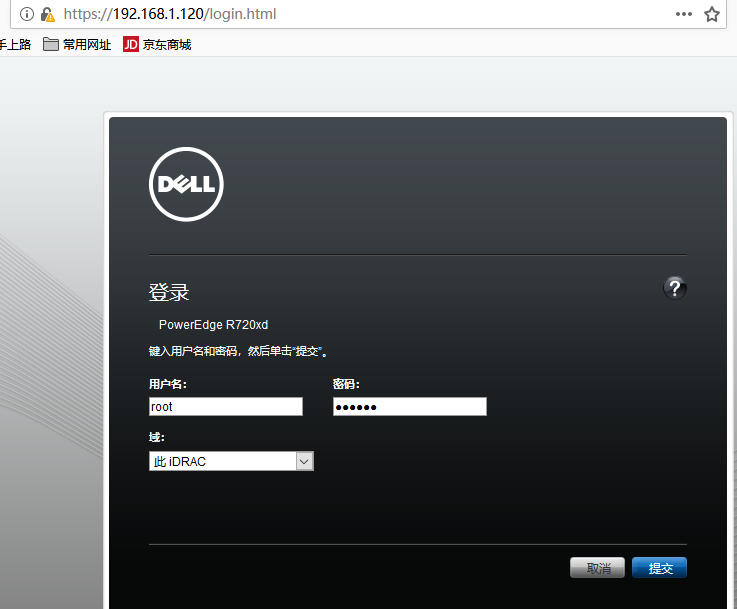 https://192.168.1.120/login.html
手上路 常用网址 JD 京东商城
DELL
登录
?
PowerEdge R720xd
键入用户名和密码，然后单击“提交”。
用户名： 密码：
root ●●●●●●
域：
此 iDRAC
取消 提交